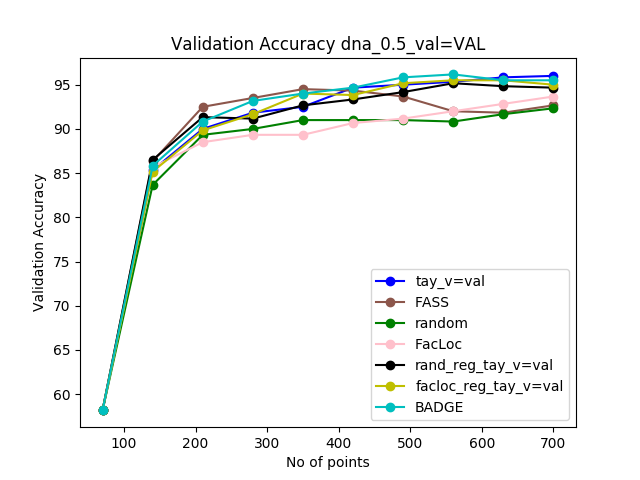 Validation Accuracy dna_0.5_val=VAL
Validation Accuracy
95
90
85
80
75
70
65
60
tay_v=val
FASS
random
FacLoc
rand_reg_tay_v=val
facloc_reg_tay_v=val
BADGE
100 200 300 400 500 600 700
No of points